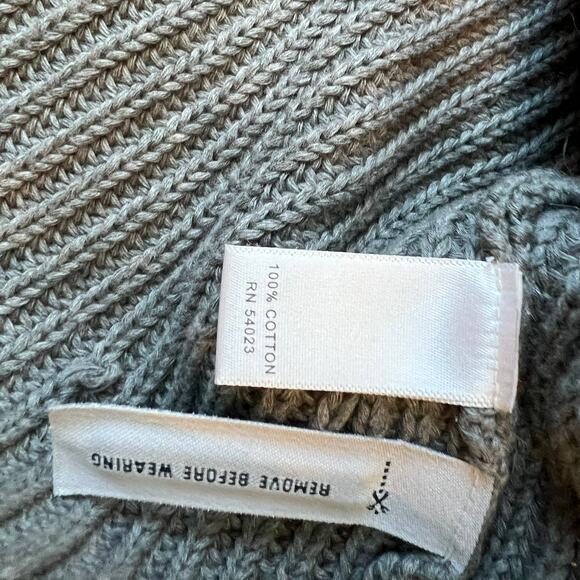 100% COTTON
RN 54023
REMOVE BEFORE WEARING